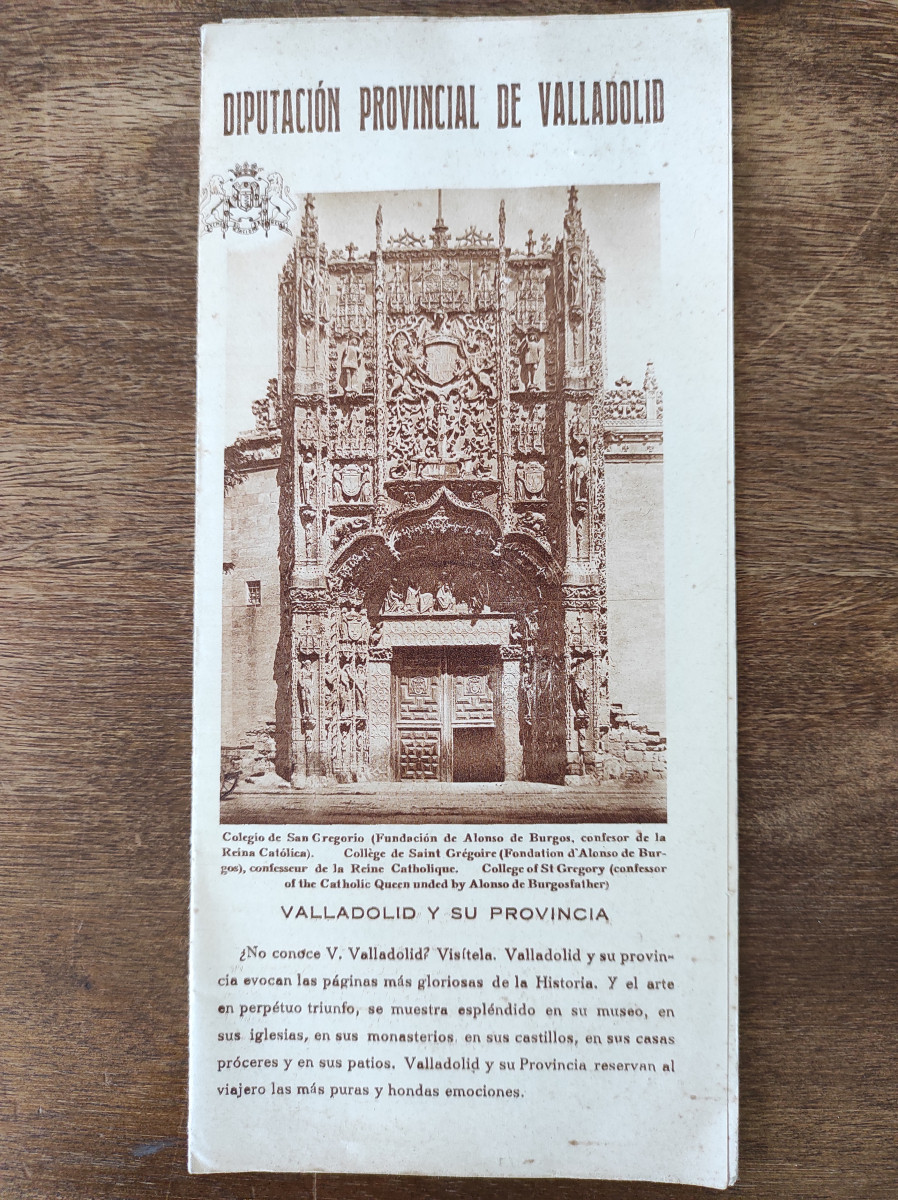 DIPUTACIÓN PROVINCIAL DE VALLADOLID
Colegio de San Gregorio (Fundación de Alonso de Burgos, confesor de la
Reina Católica). Collège de Saint Grégoire (Fondation d'Alonso de Bur-
gos), confesseur de la Reine Catholique. College of St Gregory (confessor
of the Catholic Queen unded by Alonso de Burgosfather)
VALLADOLID Y SU PROVINCIA
¿No conoce V. Valladolid? Visítela. Valladolid y su provin-
cia evocan las páginas más gloriosas de la Historia. Y el arte
en perpétuo triunfo, se muestra espléndido en su museo, en
sus iglesias, en sus monasterios en sus castillos, en sus casas
próceres y en sus patios. Valladolid y su Provincia reservan al
viajero las más puras y hondas emociones.